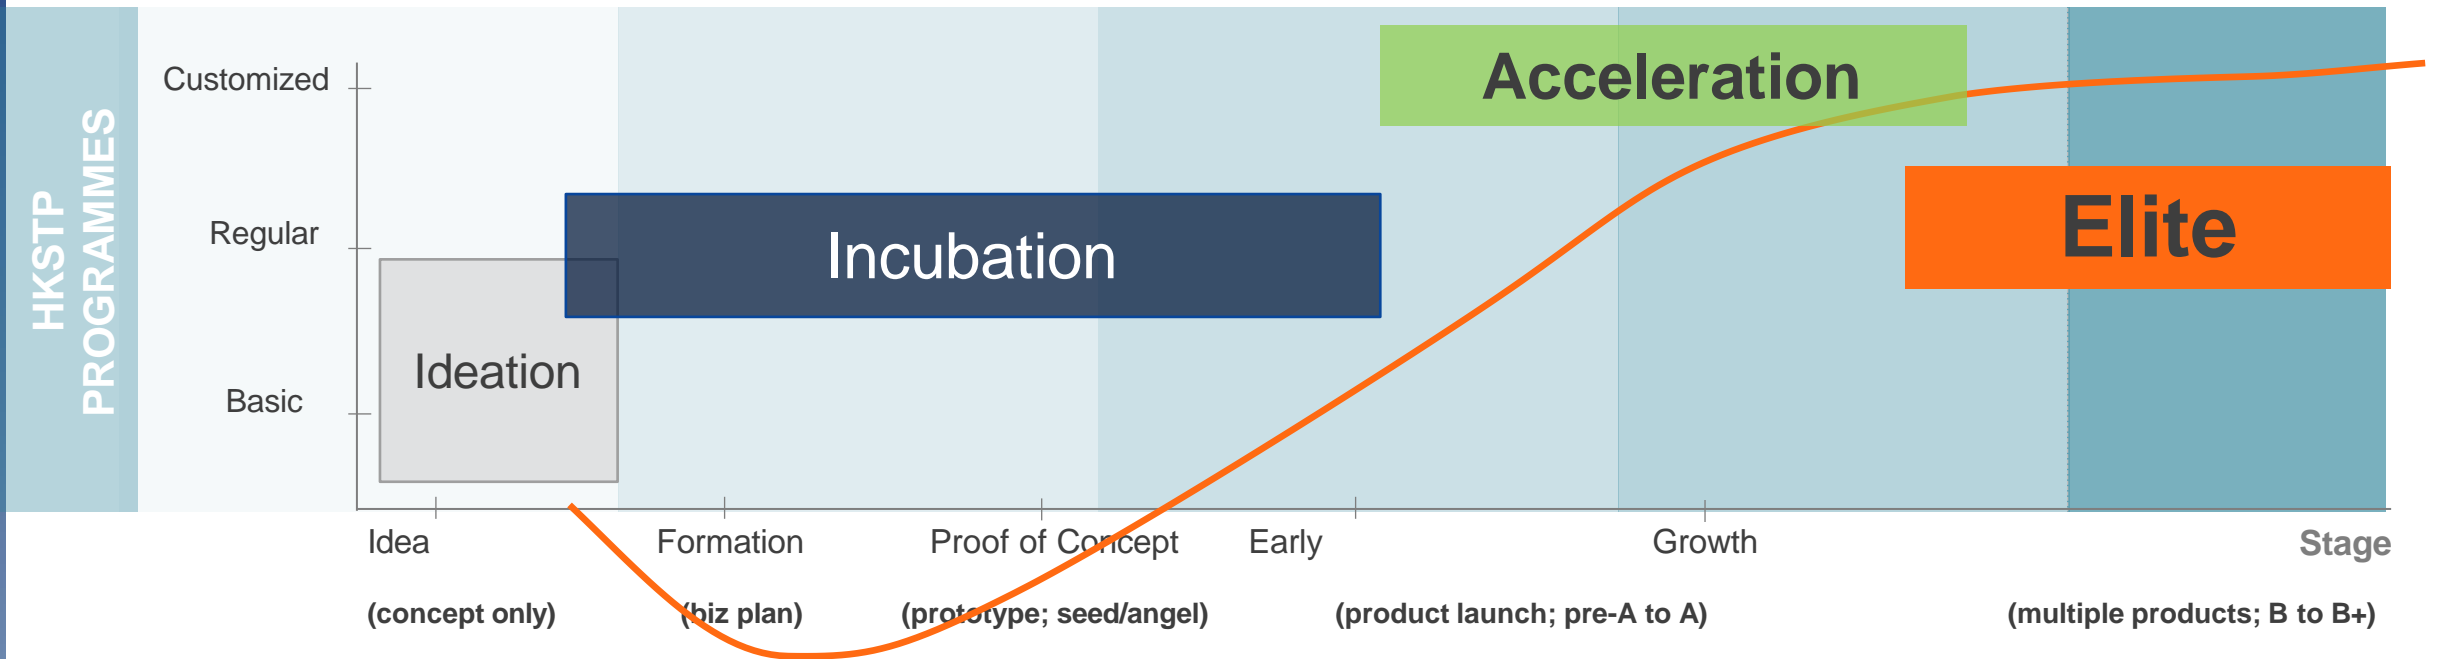 HKSTP
PROGRAMMES
Customized
Regular
Basic
Acceleration
Elite
Incubation
Ideation
Idea
Formation
Proof of Concept
Early
Growth
Stage
(concept only)
(biz plan)
(prototype; seed/angel)
(product launch; pre-A to A)
(multiple products; B to B+)